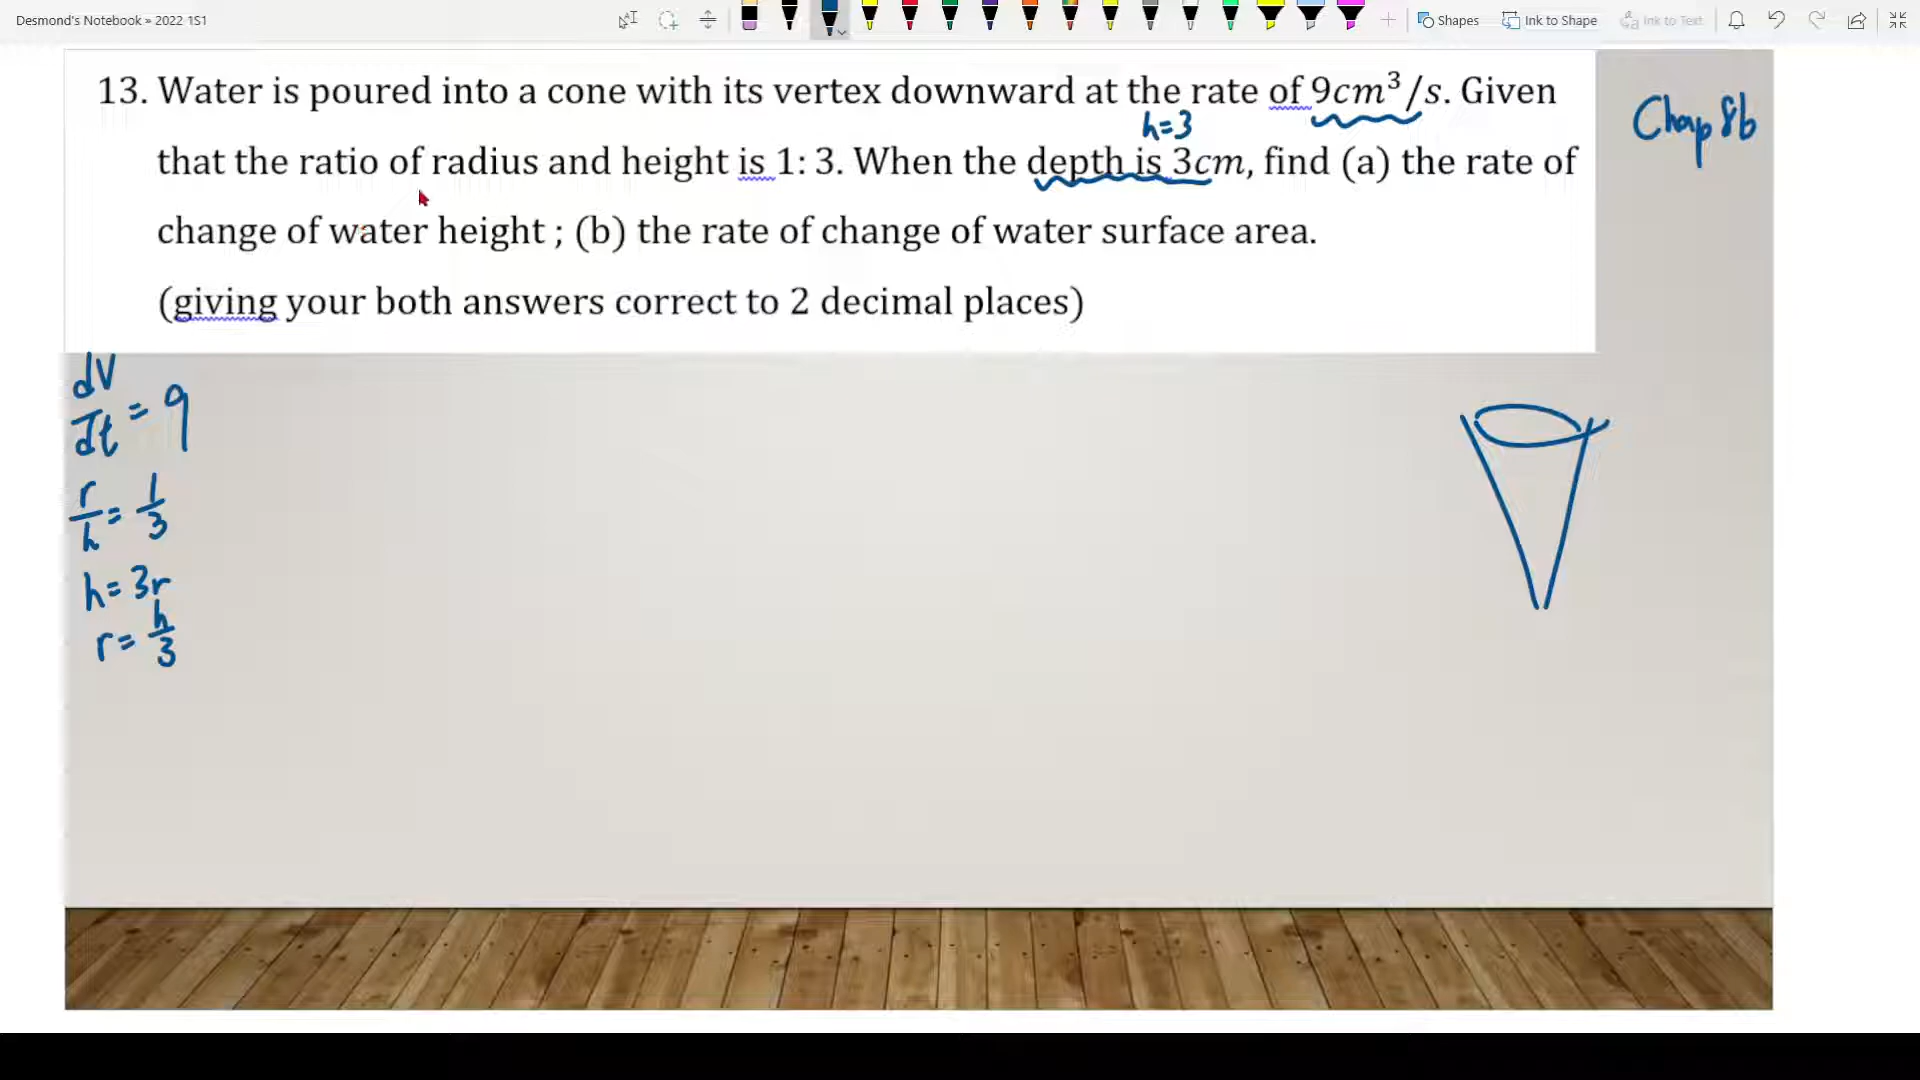 Desmond's Notebook » 2022 1S1
Shapes
Ink to Shape
Ink to Text
13. Water is poured into a cone with its vertex downward at the rate of 9cm³/s. Given
h=3
that the ratio of radius and height is 1: 3. When the depth is 3cm, find (a) the rate of
change of water height ; (b) the rate of change of water surface area.
(giving your both answers correct to 2 decimal places)
Chap 8b
dV/dt = 9
r/h = 1/3
h = 3r
r = h/3